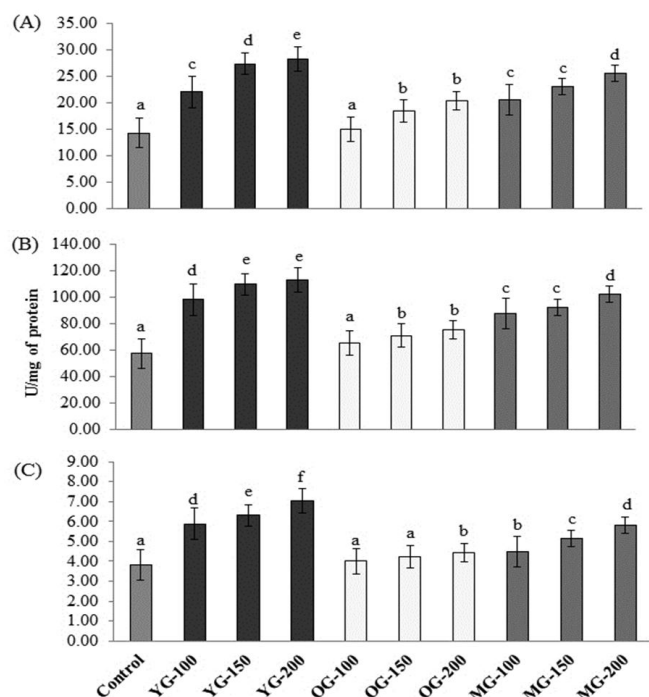 (A)
35.00
30.00
25.00
20.00
15.00
10.00
5.00
0.00
a c d e a b b c c d
(B)
140.00
120.00
100.00
80.00
60.00
40.00
20.00
0.00
U/mg of protein
a d e e a b b c c d
(C)
9.00
8.00
7.00
6.00
5.00
4.00
3.00
2.00
1.00
0.00
a d e f a a b b c d
Control
YG-100
YG-150
YG-200
OG-100
OG-150
OG-200
MG-100
MG-150
MG-200